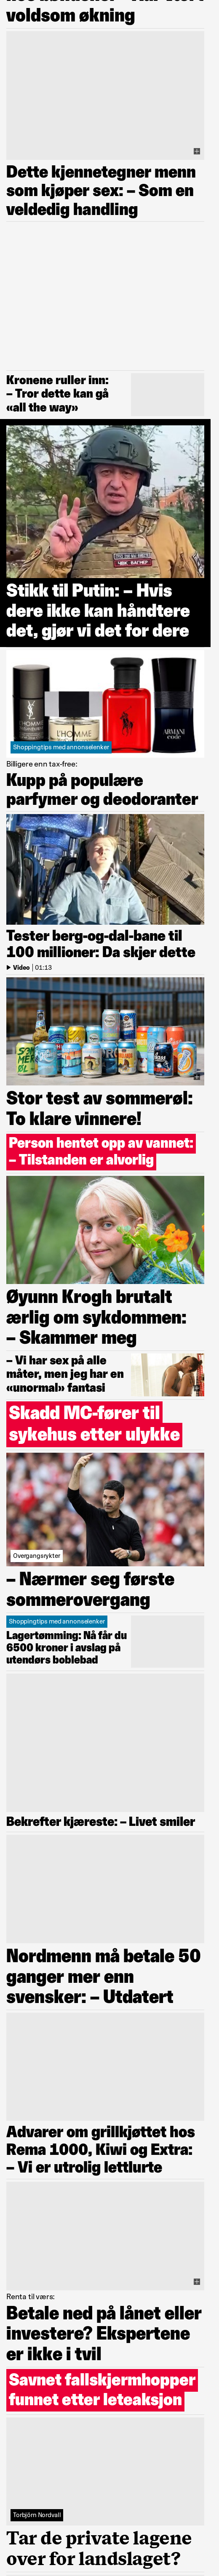 voldsom økning
Dette kjennetegner menn
som kjøper sex: – Som en
veldedig handling
Kronene ruller inn:
– Tror dette kan gå
«all the way»
ЧВК ВАГНЕР
Stikk til Putin: – Hvis
dere ikke kan håndtere
det, gjør vi det for dere
L'HOMME
ARMANI
code
Shoppingtips med annonselenker
Billigere enn tax-free:
Kupp på populære
parfymer og deodoranter
Tester berg-og-dal-bane til
100 millioner: Da skjer dette
Video | 01:13
Stor test av sommerøl:
To klare vinnere!
Person hentet opp av vannet:
– Tilstanden er alvorlig
Øyunn Krogh brutalt
ærlig om sykdommen:
– Skammer meg
– Vi har sex på alle
måter, men jeg har en
«unormal» fantasi
Skadd MC-fører til
sykehus etter ulykke
Overgangsrykter
– Nærmer seg første
sommerovergang
Shoppingtips med annonselenker
Lagertømming: Nå får du
6500 kroner i avslag på
utendørs boblebad
Bekrefter kjæreste: – Livet smiler
Nordmenn må betale 50
ganger mer enn
svensker: – Utdatert
Advarer om grillkjøttet hos
Rema 1000, Kiwi og Extra:
– Vi er utrolig lettlurte
Renta til værs:
Betale ned på lånet eller
investere? Ekspertene
er ikke i tvil
Savnet fallskjermhopper
funnet etter leteaksjon
Torbjörn Nordvall
Tar de private lagene
over for landslaget?